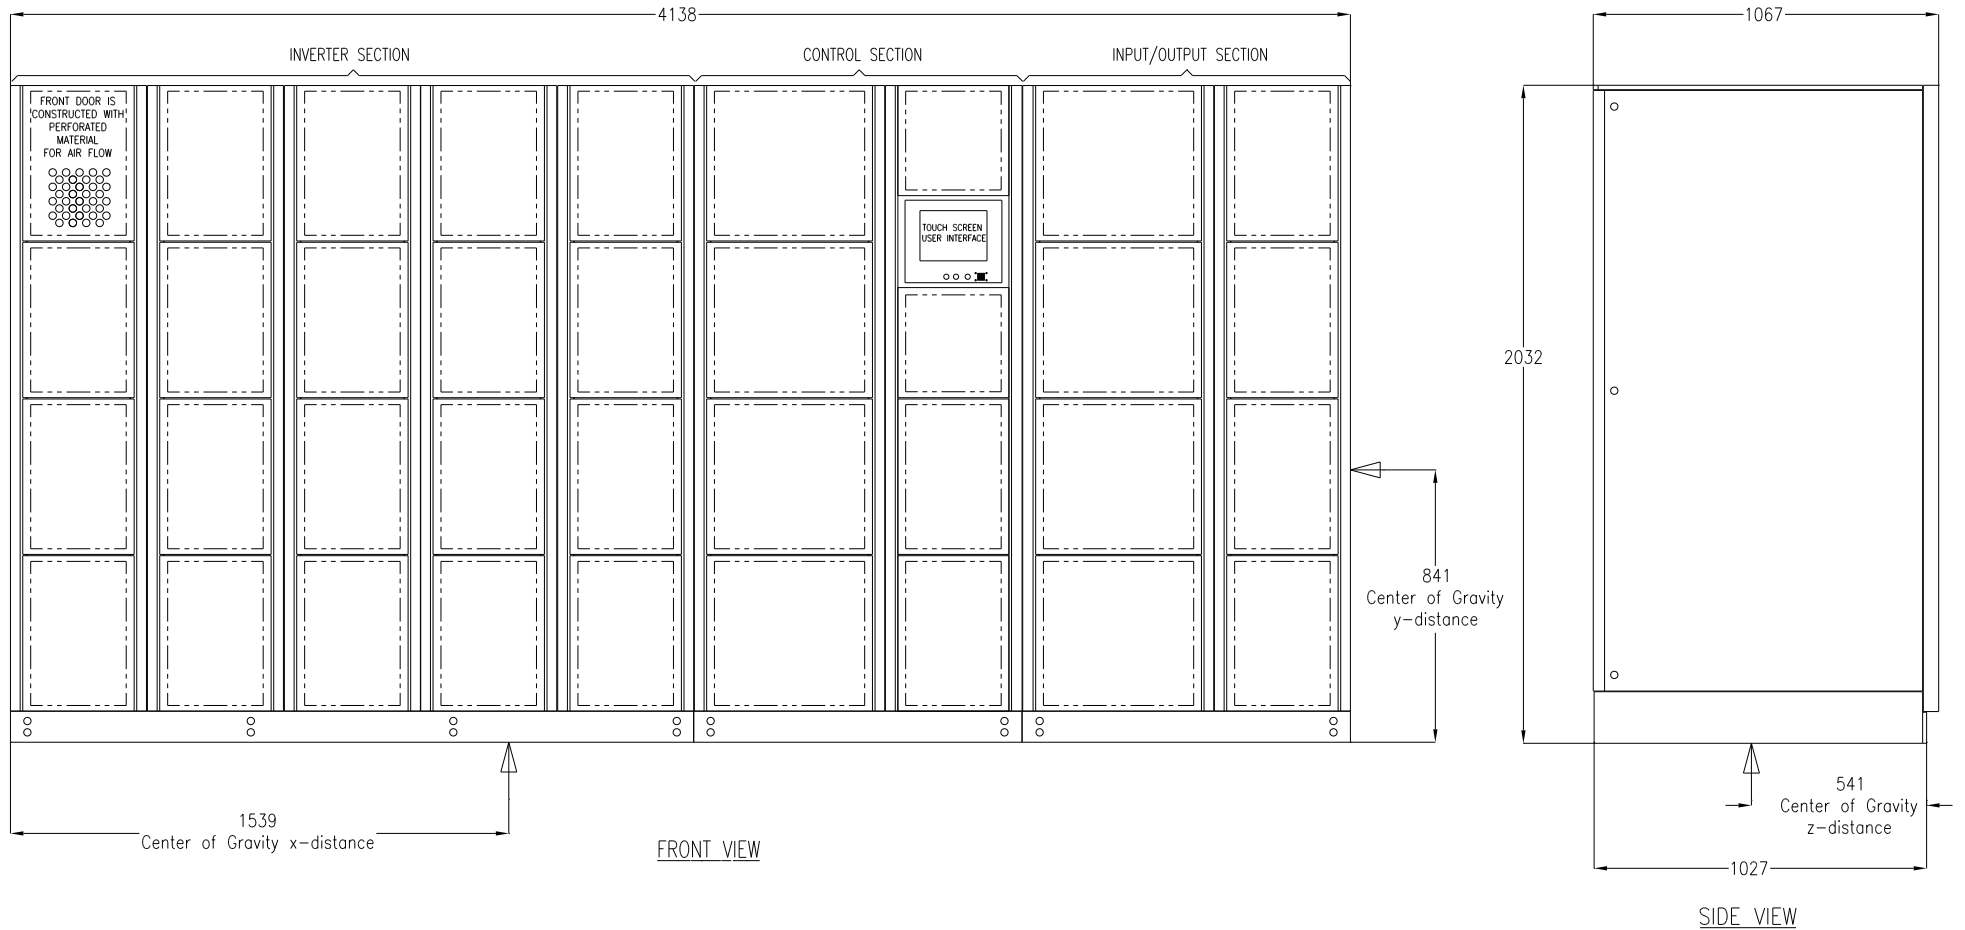 4138
1067
INVERTER SECTION
CONTROL SECTION
INPUT/OUTPUT SECTION
FRONT DOOR IS
CONSTRUCTED WITH
PERFORATED
MATERIAL
FOR AIR FLOW
TOUCH SCREEN
USER INTERFACE
2032
841
Center of Gravity
y-distance
1539
Center of Gravity x-distance
541
Center of Gravity
z-distance
FRONT VIEW
1027
SIDE VIEW